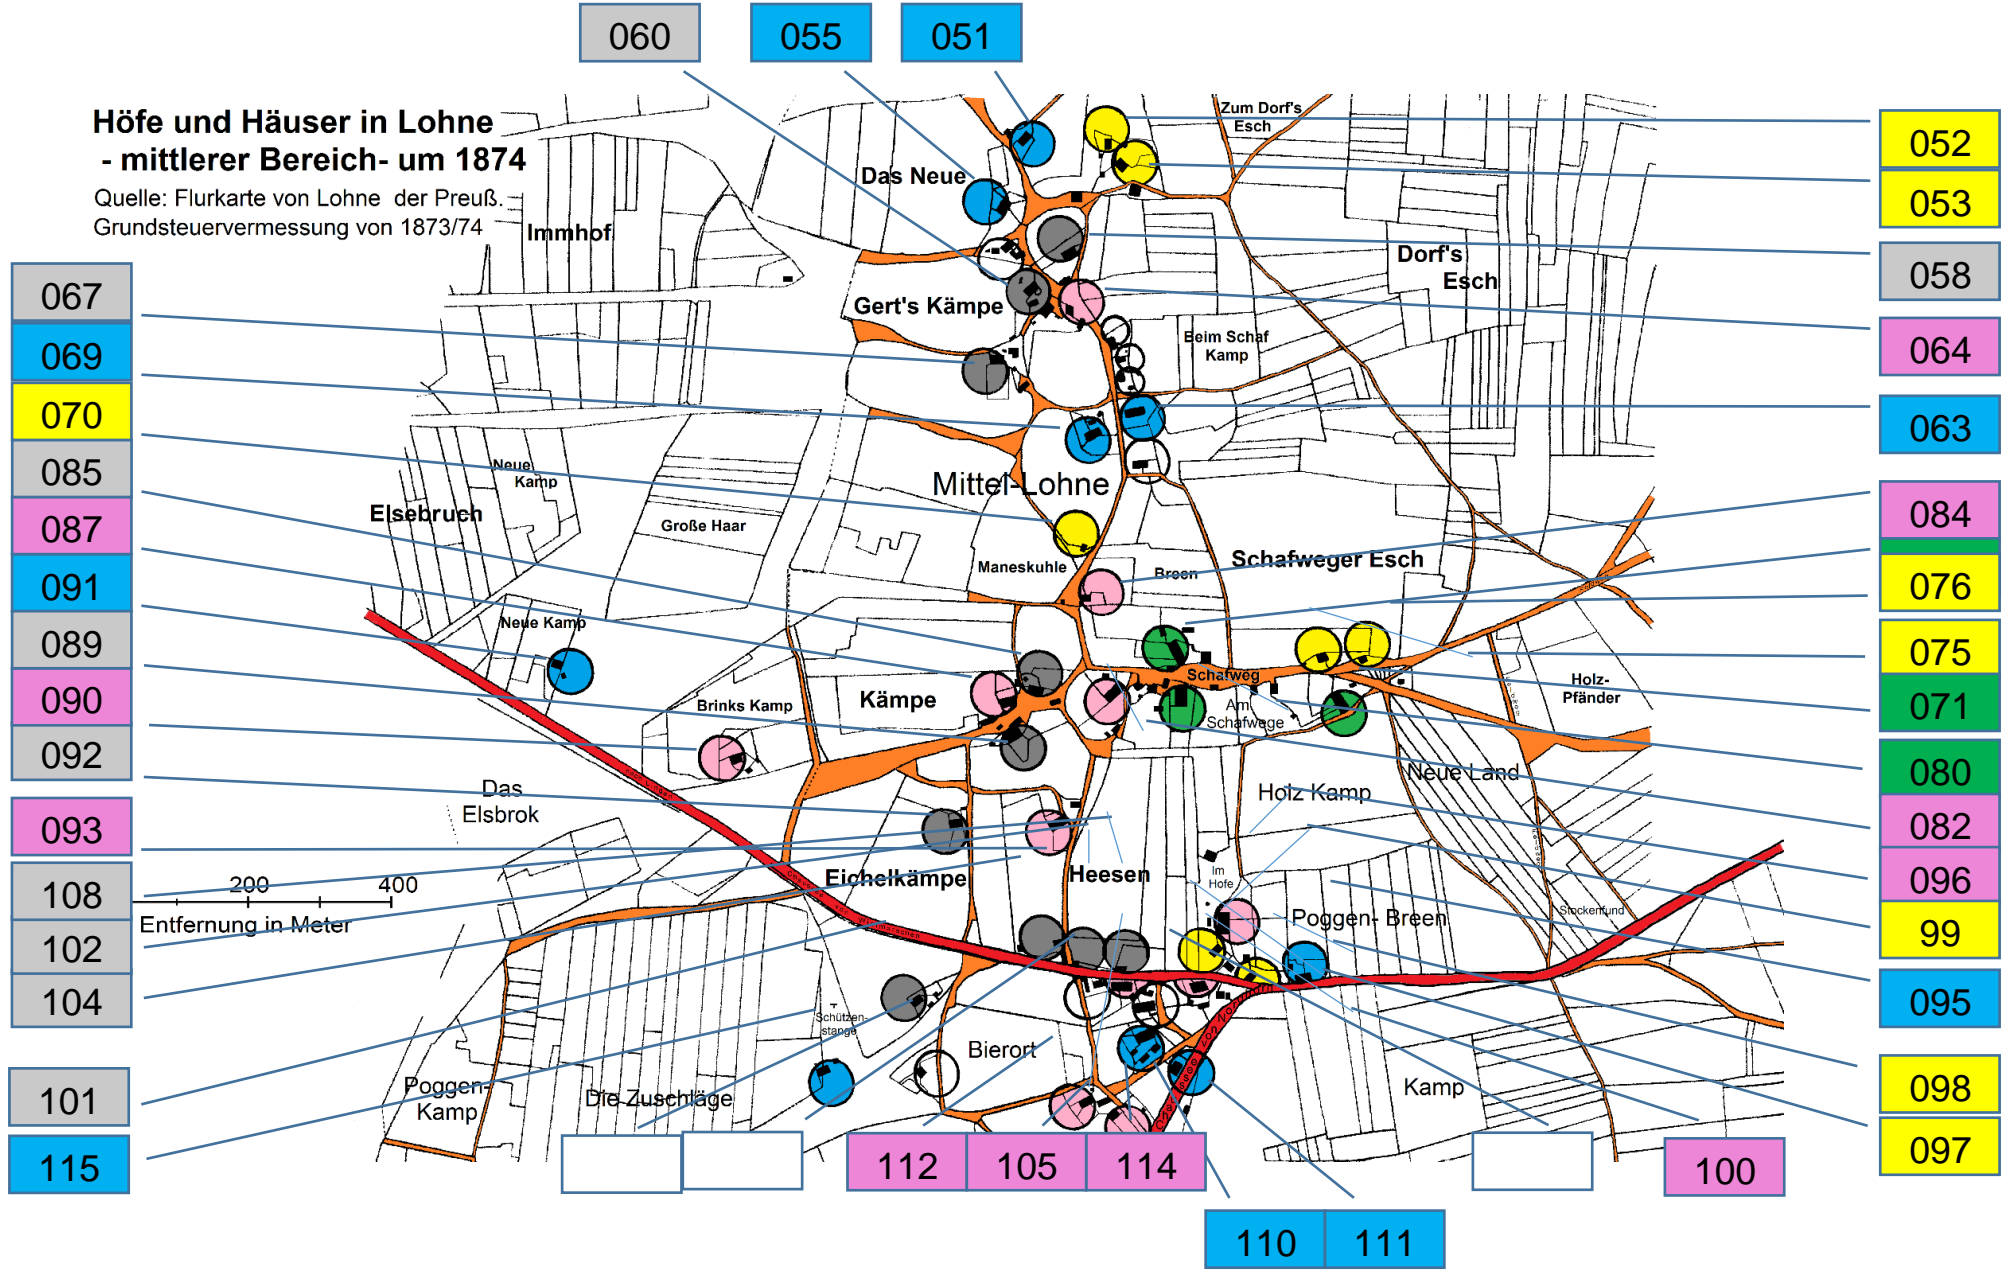 060
055
051
Höfe und Häuser in Lohne
- mittlerer Bereich- um 1874
Quelle: Flurkarte von Lohne der Preuß.
Grundsteuervermessung von 1873/74
Zum Dorf's
Esch
Das Neue
Immhof
Dorf's
Esch
Gert's Kämpe
Beim Schaf
Kamp
Neue
Kamp
Mittel-Lohne
Elsebruch
Große Haar
Maneskuhle
Breen
Schafweger Esch
Neue Kamp
Schafweg
Holz-
Pfänder
Brinks Kamp
Kämpe
Am
Schafwege
Das
Elsbrok
Neue Land
Holz Kamp
Eichelkämpe
Heesen
Im
Hofe
Poggen- Breen
Stockenfund
200
400
Entfernung in Meter
Schützen-
stange
Bierort
Poggen-
Kamp
Die Zuschläge
Kamp
067
069
070
085
087
091
089
090
092
093
108
102
104
101
115
052
053
058
064
063
084
076
075
071
080
082
096
99
095
098
097
112
105
114
100
110
111